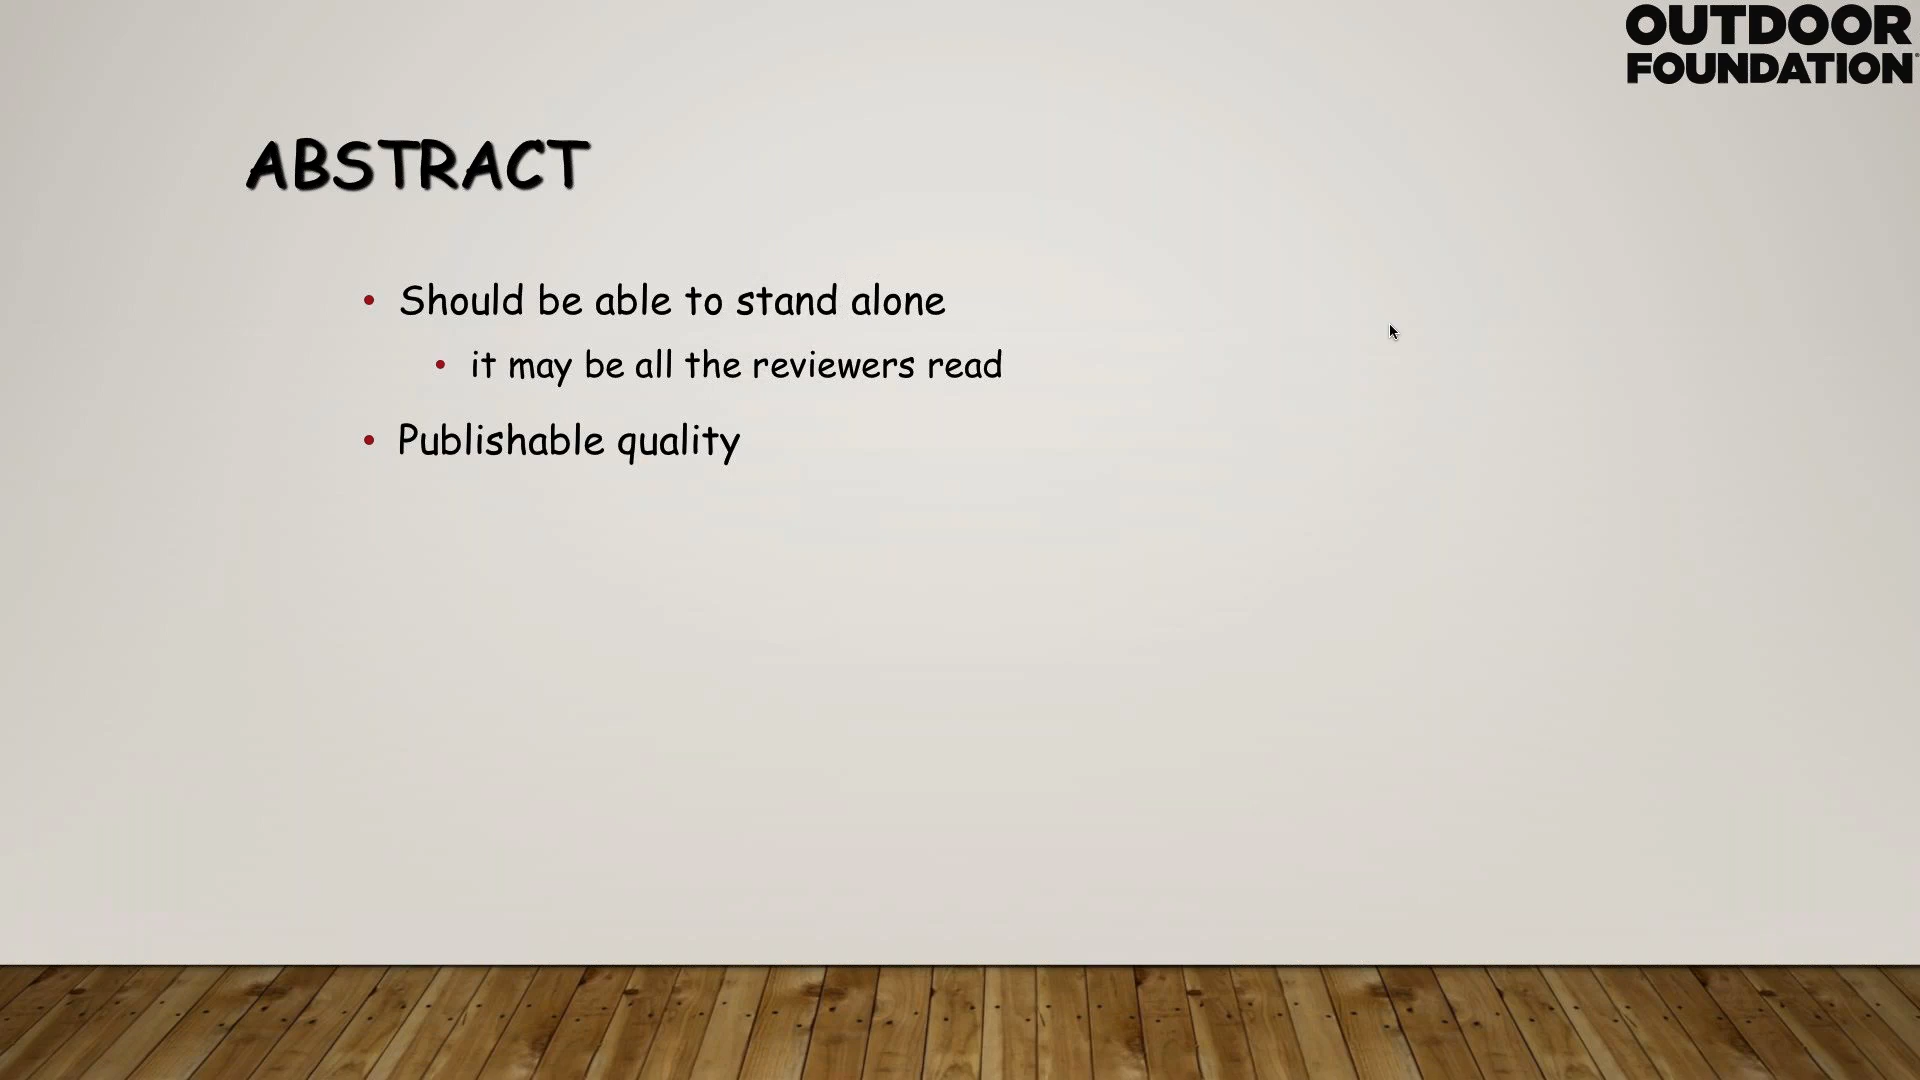 OUTDOOR
FOUNDATION
ABSTRACT
• Should be able to stand alone
• it may be all the reviewers read
• Publishable quality